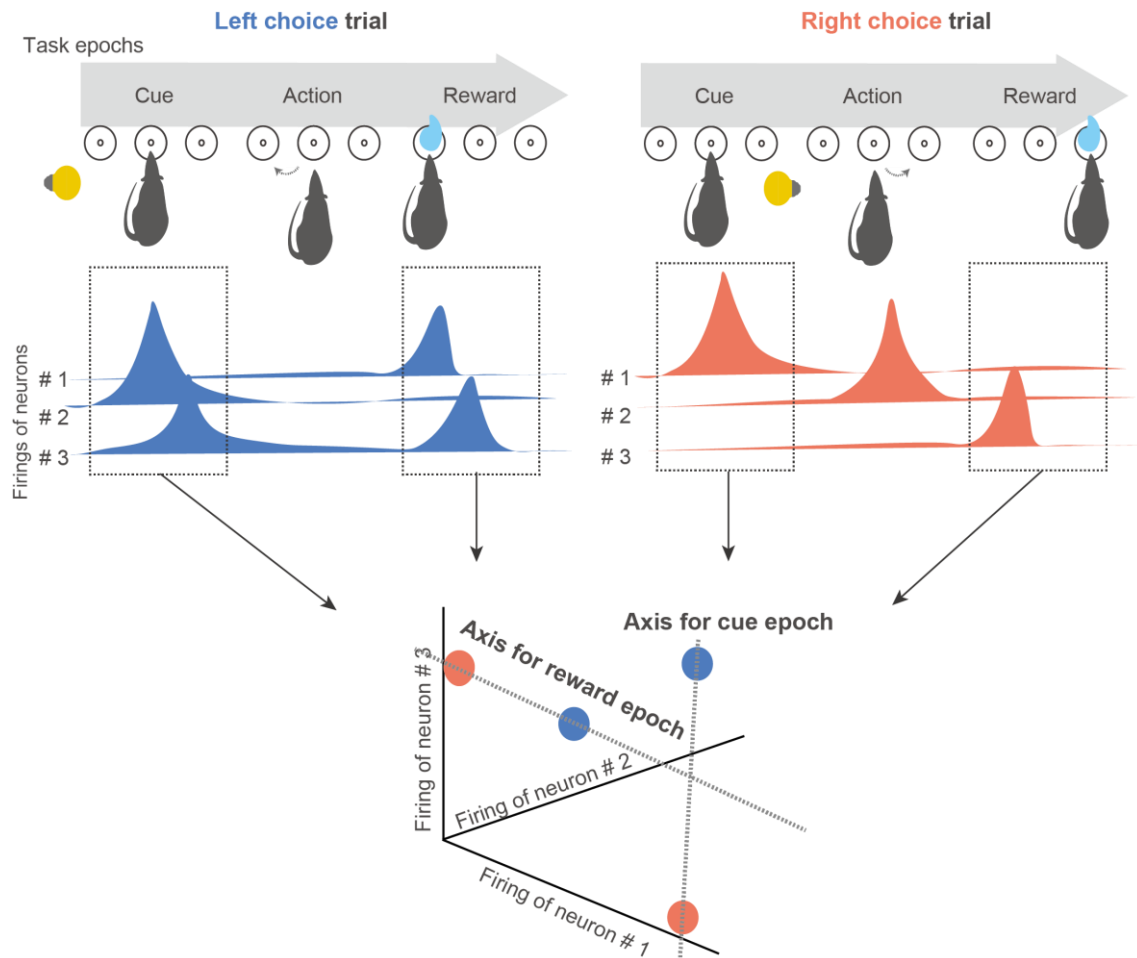 Left choice trial
Right choice trial
Task epochs
Cue
Action
Reward
Cue
Action
Reward
Firings of neurons
# 1
# 2
# 3
# 1
# 2
# 3
Axis for cue epoch
Axis for reward epoch
Firing of neuron # 3
Firing of neuron # 2
Firing of neuron # 1